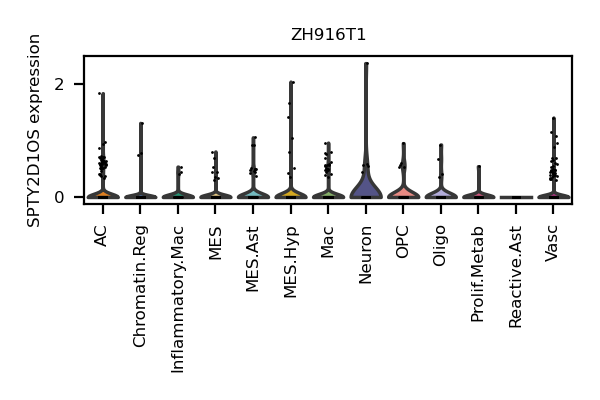 ZH916T1
SPTY2D1OS expression
2
0
AC
Chromatin.Reg
Inflammatory.Mac
MES
MES.Ast
MES.Hyp
Mac
Neuron
OPC
Oligo
Prolif.Metab
Reactive.Ast
Vasc